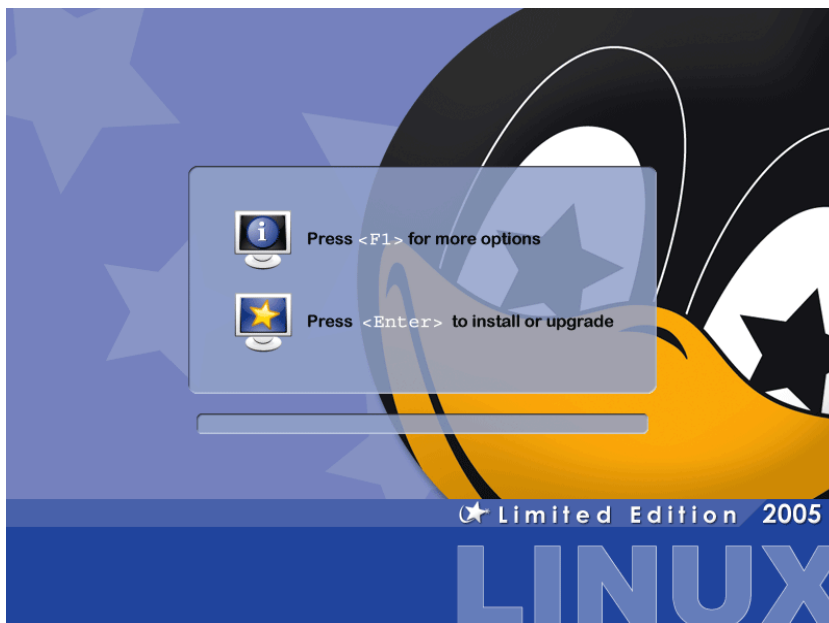 i
Press <F1> for more options
Press <Enter> to install or upgrade
Limited Edition 2005
LINUX